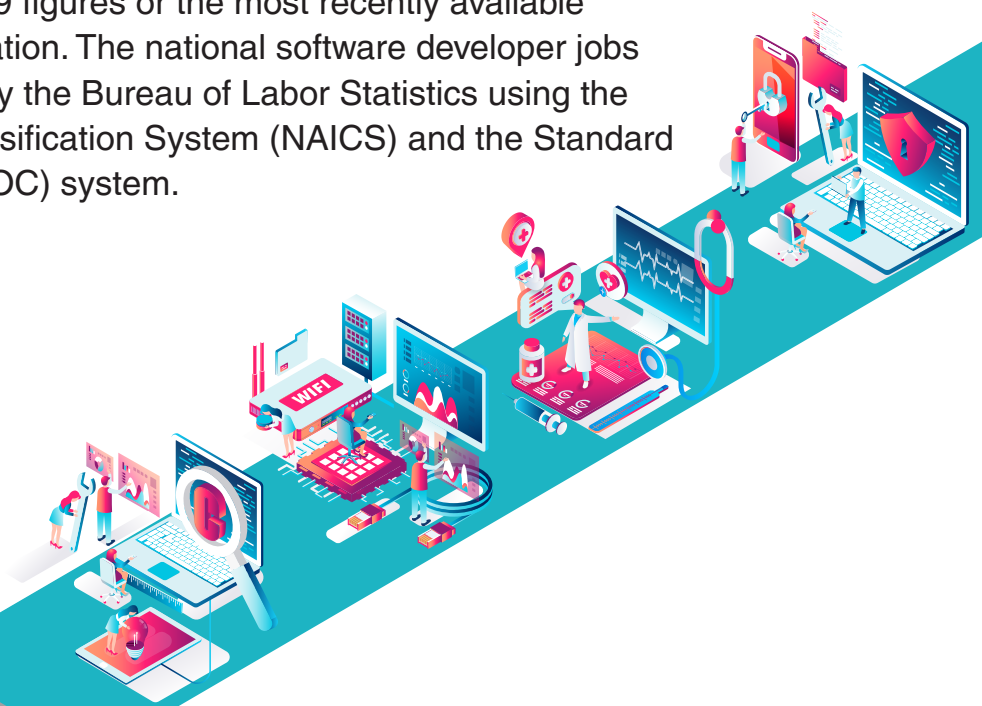 9 figures or the most recently available
ation. The national software developer jobs
y the Bureau of Labor Statistics using the
sification System (NAICS) and the Standard
OC) system.
WIFI
C